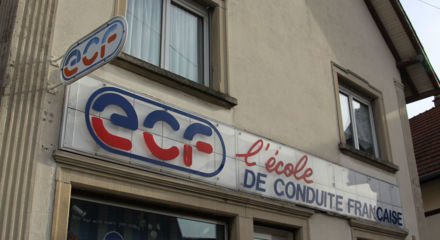 ecf
ecf
l'école
DE CONDUITE FRANÇAISE